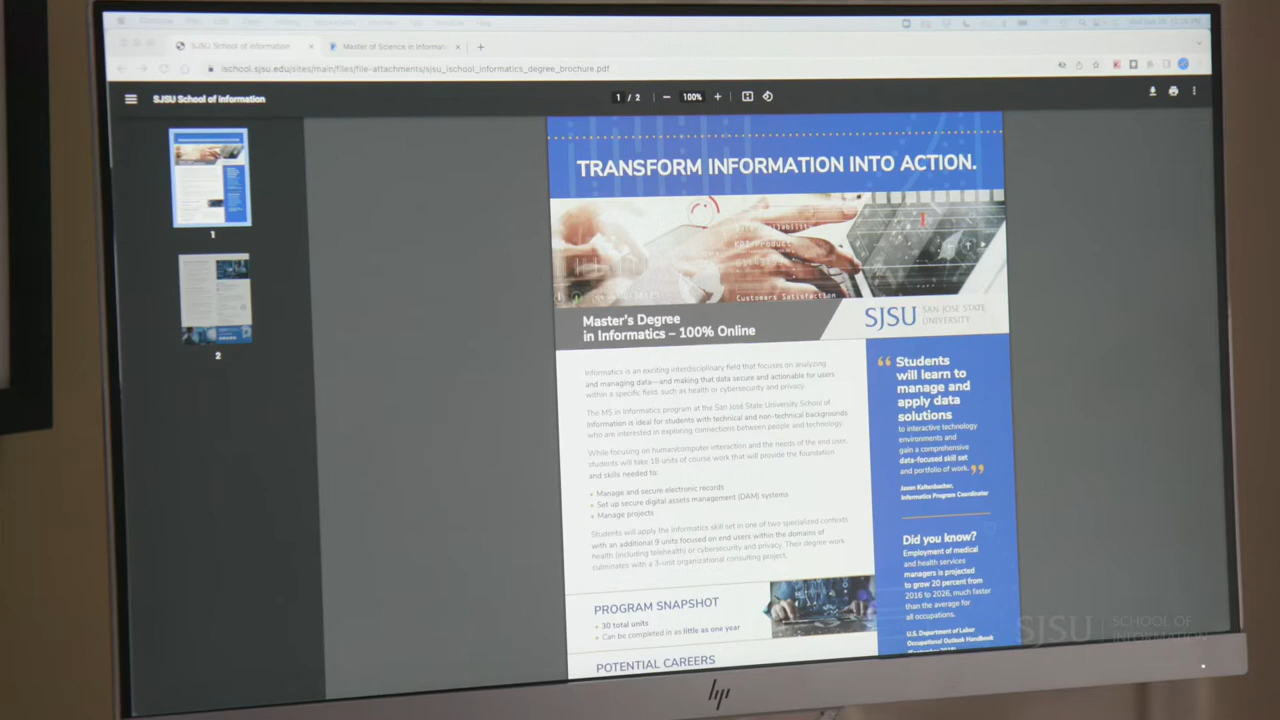 SJSU School of Information
Master of Science in Informat
ischool.sjsu.edu/sites/main/files/file-attachments/sjsu_ischool_informatics_degree_brochure.pdf
SJSU School of Information
1 / 2
100%
1
2
TRANSFORM INFORMATION INTO ACTION.
KPI/Product
Customers Satisfaction
Master's Degree
in Informatics – 100% Online
SJSU SAN JOSÉ STATE
UNIVERSITY
Informatics is an exciting interdisciplinary field that focuses on analyzing
and managing data—and making that data secure and actionable for users
within a specific field, such as health or cybersecurity and privacy.
The MS in Informatics program at the San José State University School of
Information is ideal for students with technical and non-technical backgrounds
who are interested in exploring connections between people and technology.
While focusing on human/computer interaction and the needs of the end user,
students will take 18 units of course work that will provide the foundation
and skills needed to:
• Manage and secure electronic records
• Set up secure digital assets management (DAM) systems
• Manage projects
Students will apply the informatics skill set in one of two specialized contexts
with an additional 9 units focused on end users within the domains of
health (including telehealth) or cybersecurity and privacy. Their degree work
culminates with a 3-unit organizational consulting project.
PROGRAM SNAPSHOT
• 30 total units
• Can be completed in as little as one year
POTENTIAL CAREERS
“ Students
will learn to
manage and
apply data
solutions
to interactive technology
environments and
gain a comprehensive
data-focused skill set
and portfolio of work. ”
Jason Kaltenbacher,
Informatics Program Coordinator
Did you know?
Employment of medical
and health services
managers is projected
to grow 20 percent from
2016 to 2026, much faster
than the average for
all occupations.
U.S. Department of Labor
Occupational Outlook Handbook
SJSU | SCHOOL OF
INFORMATION
hp